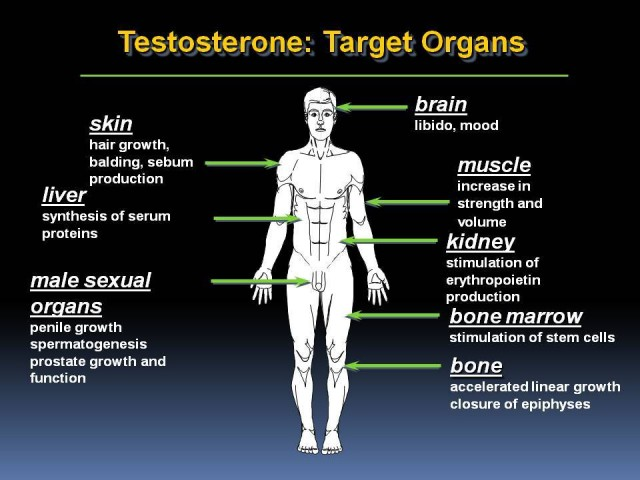 Testosterone: Target Organs
skin
hair growth,
balding, sebum
production
liver
synthesis of serum
proteins
male sexual
organs
penile growth
spermatogenesis
prostate growth and
function
brain
libido, mood
muscle
increase in
strength and
volume
kidney
stimulation of
erythropoietin
production
bone marrow
stimulation of stem cells
bone
accelerated linear growth
closure of epiphyses